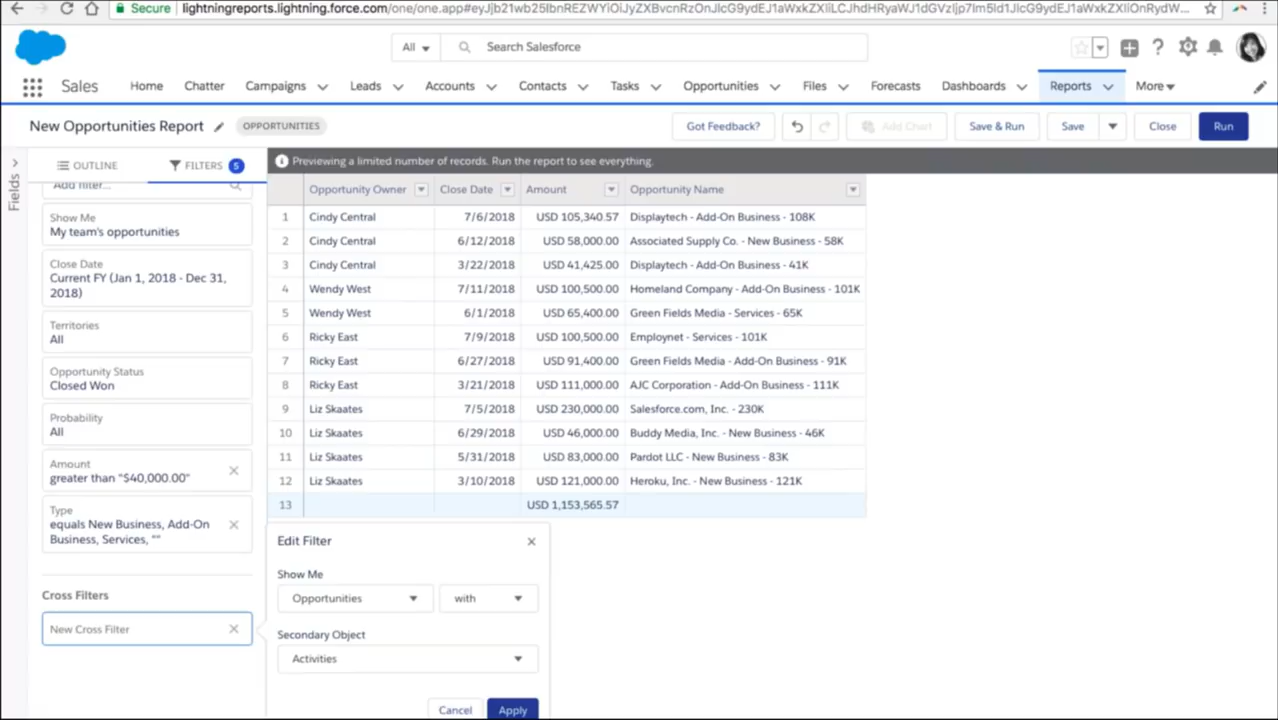 Secure
lightningreports.lightning.force.com/one/one.app#
All
Search Salesforce
Sales
Home
Chatter
Campaigns
Leads
Accounts
Contacts
Tasks
Opportunities
Files
Forecasts
Dashboards
Reports
More
New Opportunities Report
OPPORTUNITIES
Got Feedback?
Add Chart
Save & Run
Save
Close
Run
Fields
OUTLINE
FILTERS 5
Add filter...
Show Me
My team's opportunities
Close Date
Current FY (Jan 1, 2018 - Dec 31,
2018)
Territories
All
Opportunity Status
Closed Won
Probability
All
Amount
greater than "$40,000.00"
Type
equals New Business, Add-On
Business, Services, ""
Cross Filters
New Cross Filter
Previewing a limited number of records. Run the report to see everything.
Opportunity Owner Close Date Amount Opportunity Name
1 Cindy Central 7/6/2018 USD 105,340.57 Displaytech - Add-On Business - 108K
2 Cindy Central 6/12/2018 USD 58,000.00 Associated Supply Co. - New Business - 58K
3 Cindy Central 3/22/2018 USD 41,425.00 Displaytech - Add-On Business - 41K
4 Wendy West 7/11/2018 USD 100,500.00 Homeland Company - Add-On Business - 101K
5 Wendy West 6/1/2018 USD 65,400.00 Green Fields Media - Services - 65K
6 Ricky East 7/9/2018 USD 100,500.00 Employnet - Services - 101K
7 Ricky East 6/27/2018 USD 91,400.00 Green Fields Media - Add-On Business - 91K
8 Ricky East 3/21/2018 USD 111,000.00 AJC Corporation - Add-On Business - 111K
9 Liz Skaates 7/5/2018 USD 230,000.00 Salesforce.com, Inc. - 230K
10 Liz Skaates 6/29/2018 USD 46,000.00 Buddy Media, Inc. - New Business - 46K
11 Liz Skaates 5/31/2018 USD 83,000.00 Pardot LLC - New Business - 83K
12 Liz Skaates 3/10/2018 USD 121,000.00 Heroku, Inc. - New Business - 121K
13 USD 1,153,565.57
Edit Filter
Show Me
Opportunities
with
Secondary Object
Activities
Cancel
Apply